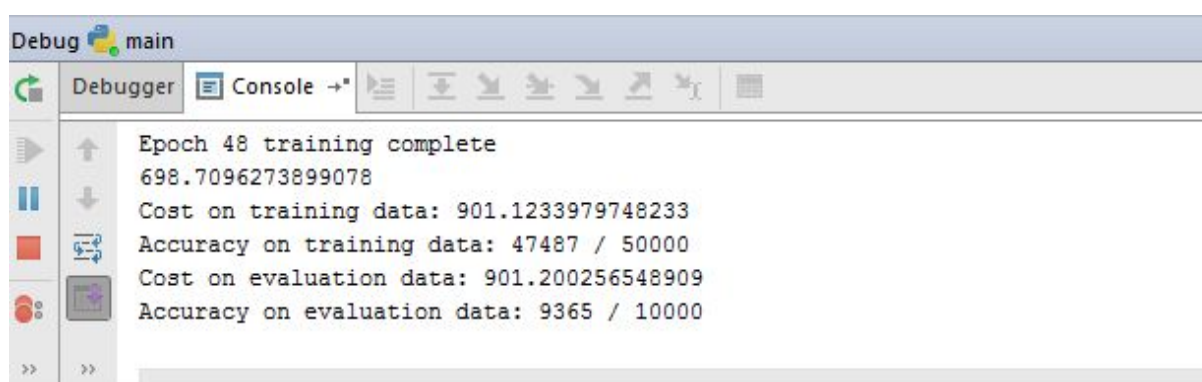 Debug main
Debugger Console
Epoch 48 training complete
698.7096273899078
Cost on training data: 901.1233979748233
Accuracy on training data: 47487 / 50000
Cost on evaluation data: 901.200256548909
Accuracy on evaluation data: 9365 / 10000